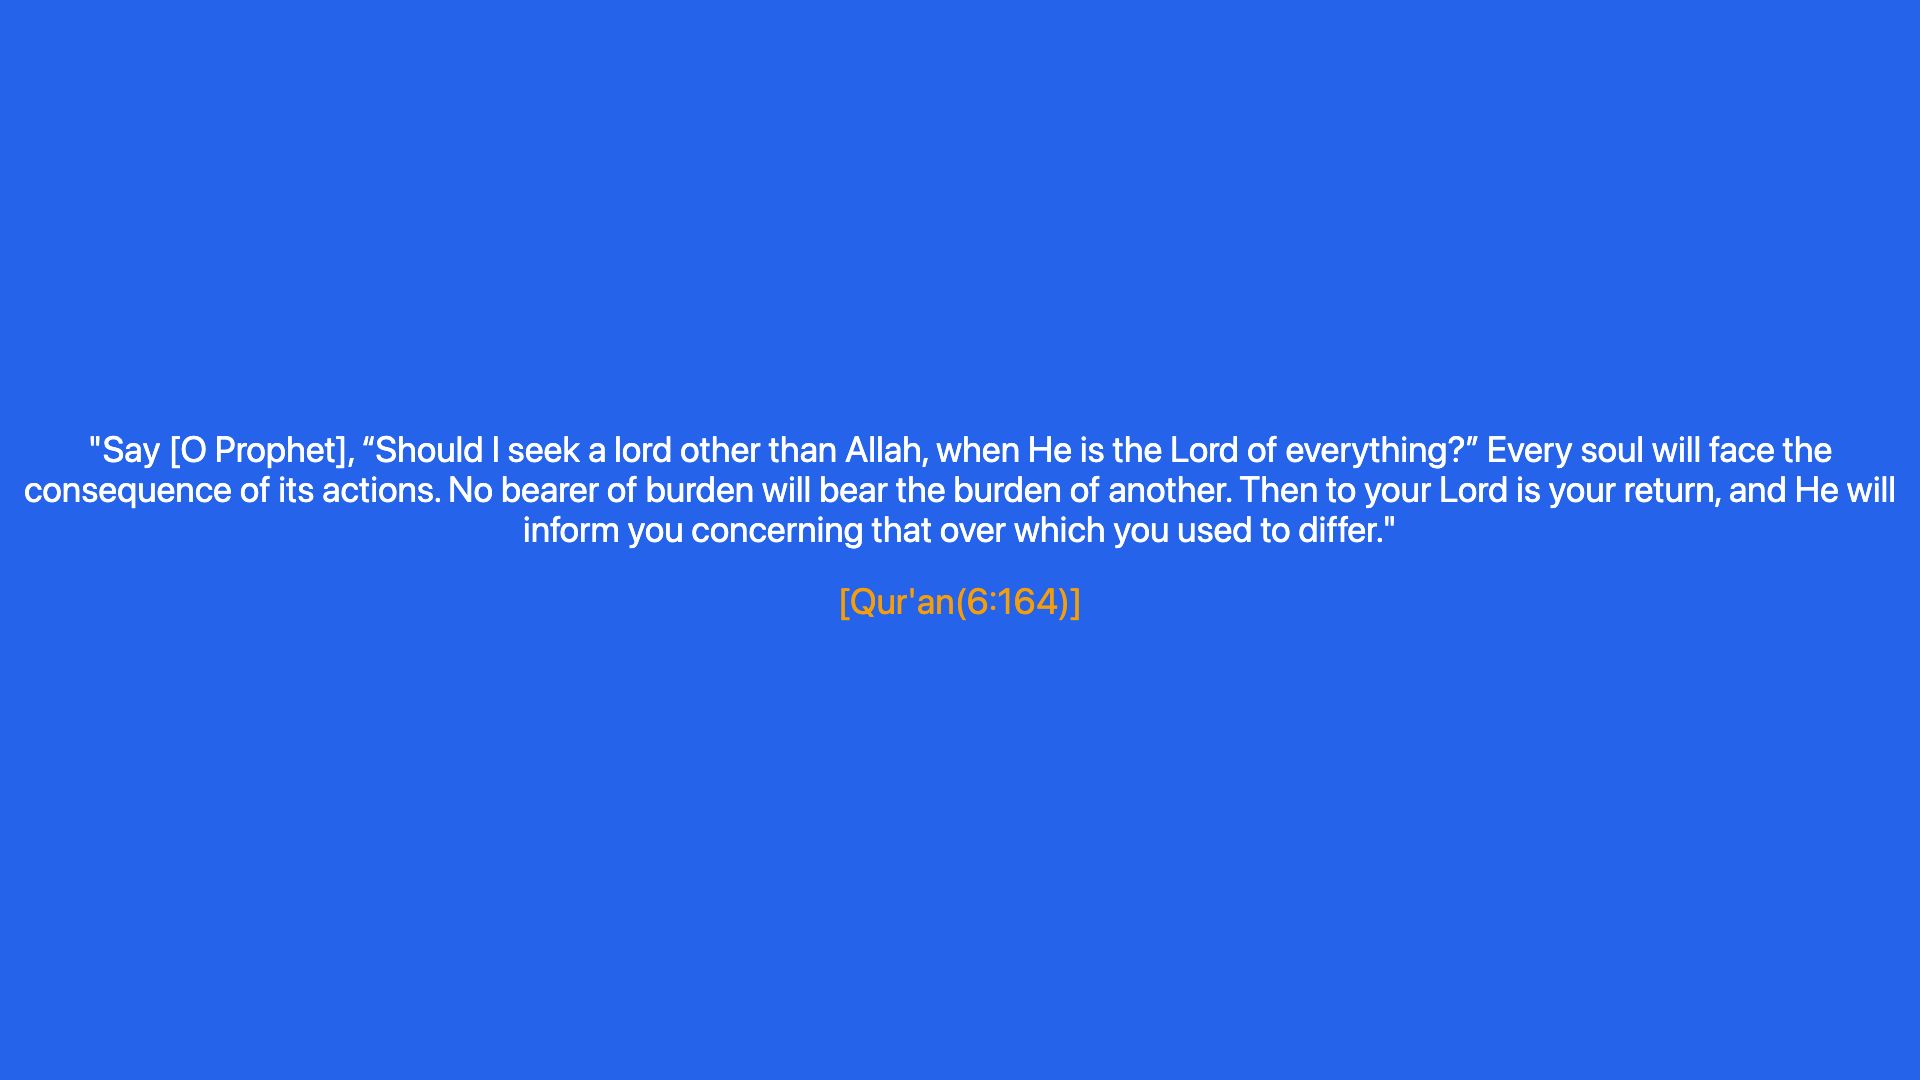 "Say [O Prophet], “Should I seek a lord other than Allah, when He is the Lord of everything?” Every soul will face the
consequence of its actions. No bearer of burden will bear the burden of another. Then to your Lord is your return, and He will
inform you concerning that over which you used to differ."
[Qur'an(6:164)]